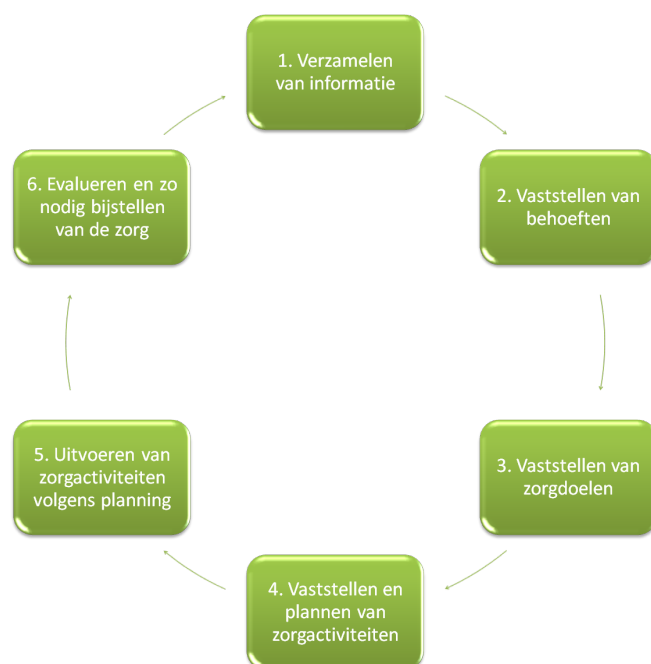 1. Verzamelen
van informatie
2. Vaststellen van
behoeften
3. Vaststellen van
zorgdoelen
4. Vaststellen en
plannen van
zorgactiviteiten
5. Uitvoeren van
zorgactiviteiten
volgens planning
6. Evalueren en zo
nodig bijstellen
van de zorg